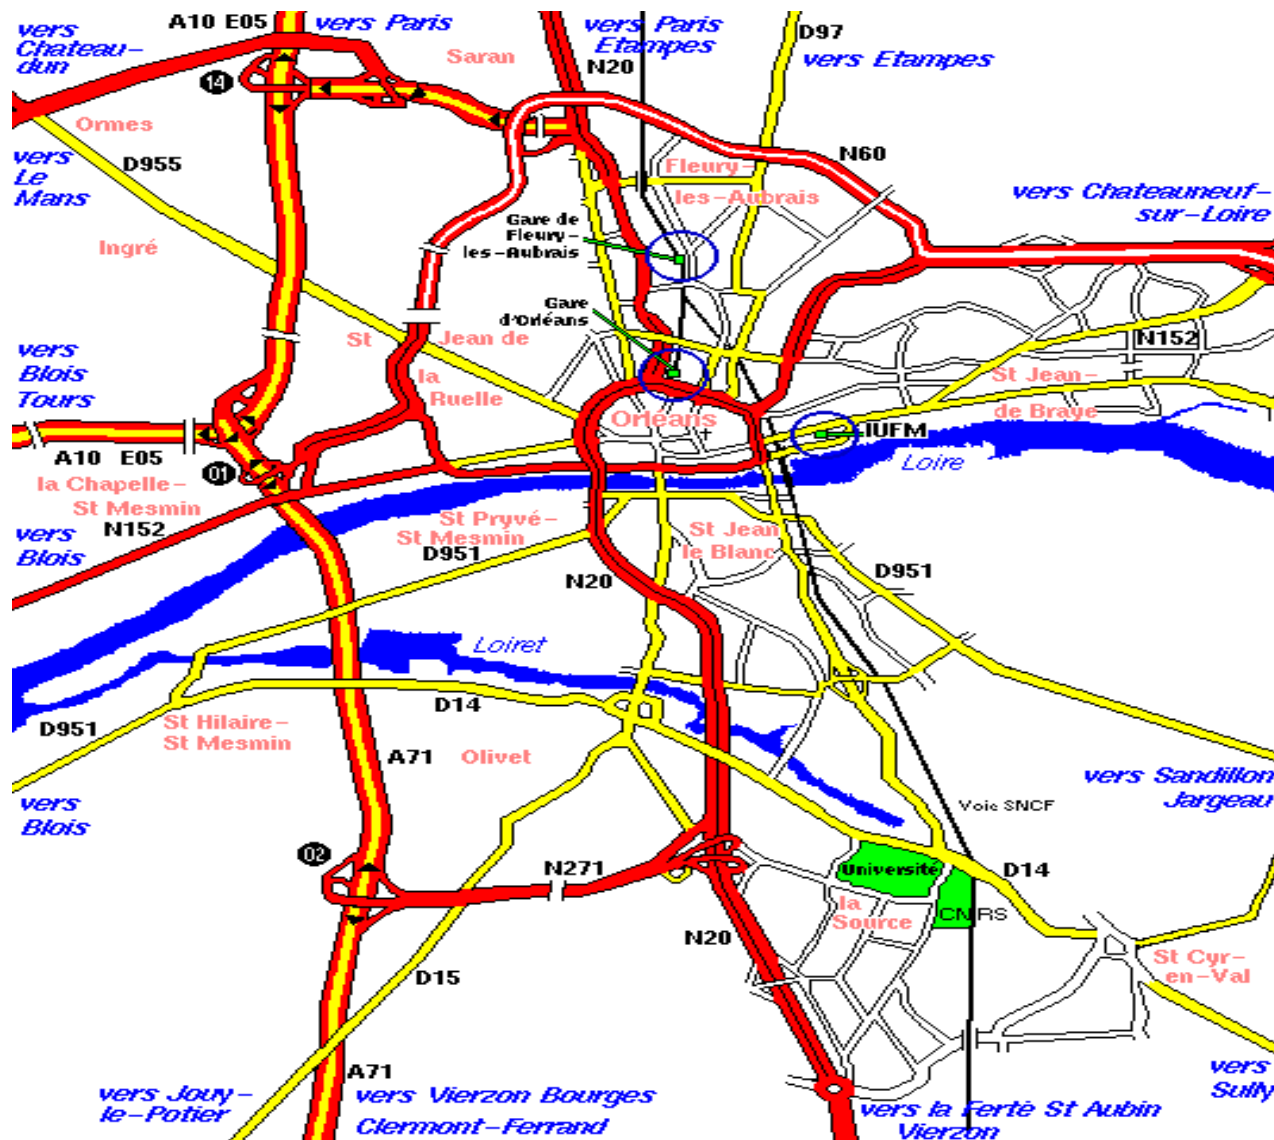 A10 E05
vers Paris
vers Paris
Etampes
D97
vers
Chateau-
dun
Saran
N20
vers Etampes
14
Ormes
D955
vers
Le
Mans
N60
Fleury-
les-Aubrais
vers Chateauneuf-
sur-Loire
Gare de
Fleury-
les-Aubrais
Ingré
Gare
d'Orléans
St Jean de
la
Ruelle
N152
vers
Blois
Tours
St Jean-
de Braye
Orléans
IUFM
A10 E05
01
Loire
la Chapelle-
St Mesmin
N152
St Pryvé-
St Mesmin
D951
St Jean
le Blanc
vers
Blois
N20
D951
Loiret
D14
D951
St Hilaire-
St Mesmin
A71
Olivet
vers Sandillon
Jargeau
vers
Blois
Voie SNCF
02
N271
Université
D14
la
Source
CNRS
N20
D15
St Cyr-
en-Val
A71
vers Jouy-
le-Potier
vers Vierzon Bourges
Clermont-Ferrand
vers la Ferté St Aubin
Vierzon
vers
Sully